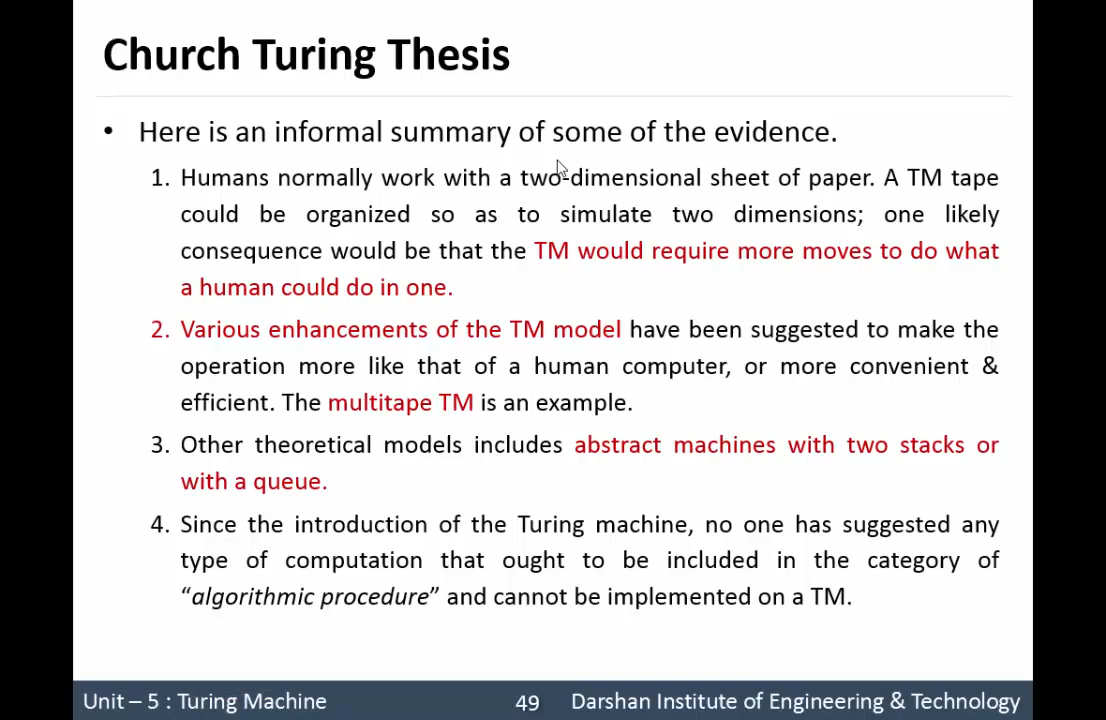 Church Turing Thesis
• Here is an informal summary of some of the evidence.
1. Humans normally work with a two-dimensional sheet of paper. A TM tape
could be organized so as to simulate two dimensions; one likely
consequence would be that the TM would require more moves to do what
a human could do in one.
2. Various enhancements of the TM model have been suggested to make the
operation more like that of a human computer, or more convenient &
efficient. The multitape TM is an example.
3. Other theoretical models includes abstract machines with two stacks or
with a queue.
4. Since the introduction of the Turing machine, no one has suggested any
type of computation that ought to be included in the category of
“algorithmic procedure” and cannot be implemented on a TM.
Unit – 5 : Turing Machine 49 Darshan Institute of Engineering & Technology